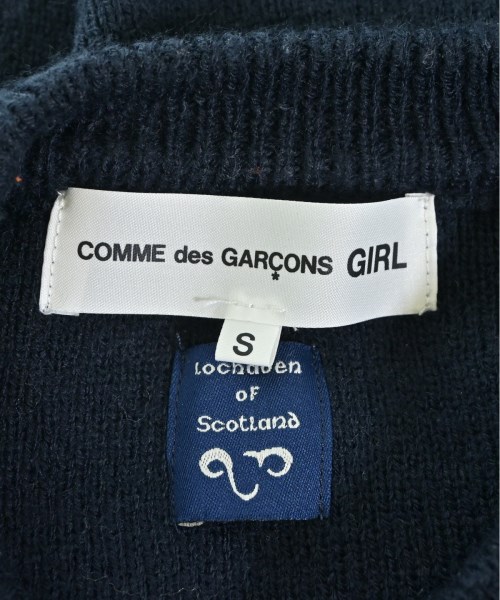 COMME des GARÇONS GIRL
S
Lochaven
of
Scotland